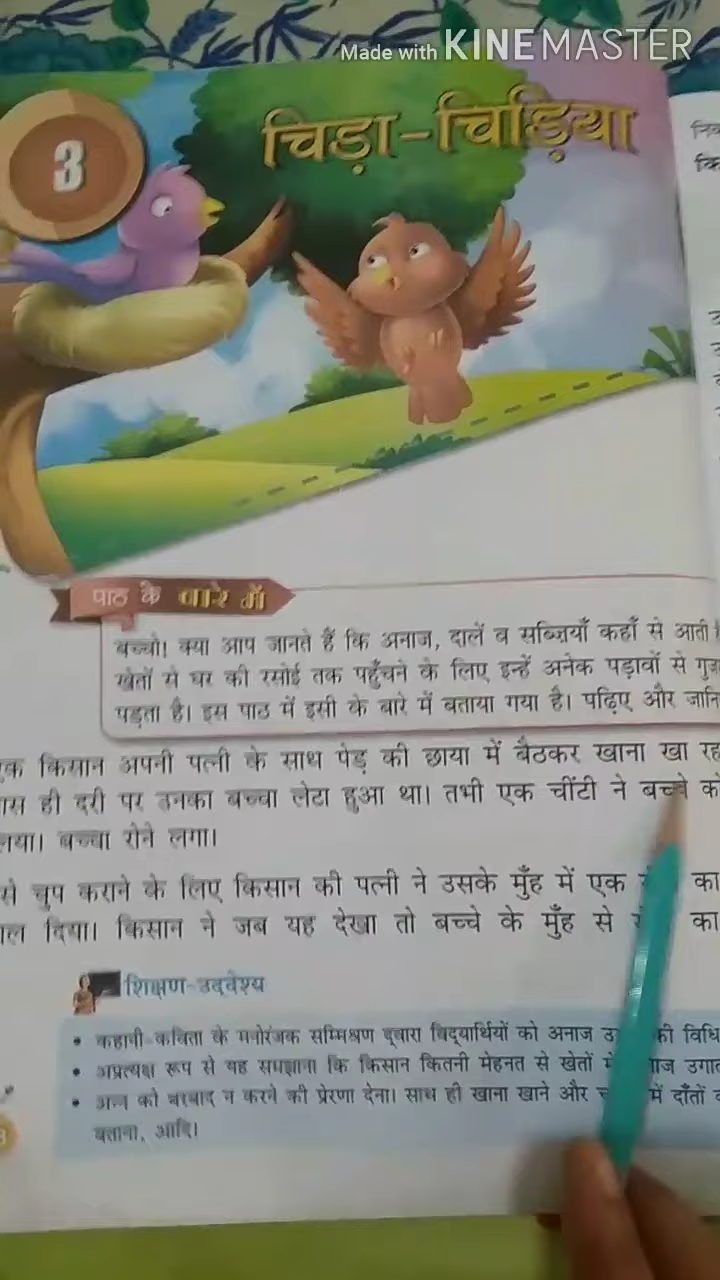 Made with KINEMASTER
3
चिड़ा-चिड़िया
पाठ के बारे में
बच्चो! क्या आप जानते हैं कि अनाज, दालें व सब्ज़ियाँ कहाँ से आती
खेतों से घर की रसोई तक पहुँचने के लिए इन्हें अनेक पड़ावों से
पड़ता है। इस पाठ में इसी के बारे में बताया गया है। पढ़िए और
किसान अपनी पत्नी के साथ पेड़ की छाया में बैठकर खाना खा
ही दरी पर उनका बच्चा लेटा हुआ था। तभी एक चींटी ने बच्चे
बच्चा रोने लगा।
चुप कराने के लिए किसान की पत्नी ने उसके मुँह में एक का
दिया। किसान ने जब यह देखा तो बच्चे के मुँह से का
शिक्षण-उद्देश्य
• कहानी-कविता के मनोरंजक सम्मिश्रण द्वारा विद्यार्थियों को अनाज की विधि
• अप्रत्यक्ष रूप से यह समझाना कि किसान कितनी मेहनत से खेतों
• अन्न को बरबाद न करने की प्रेरणा देना। साथ ही खाना खाने और में दाँतों
बताना, आदि।